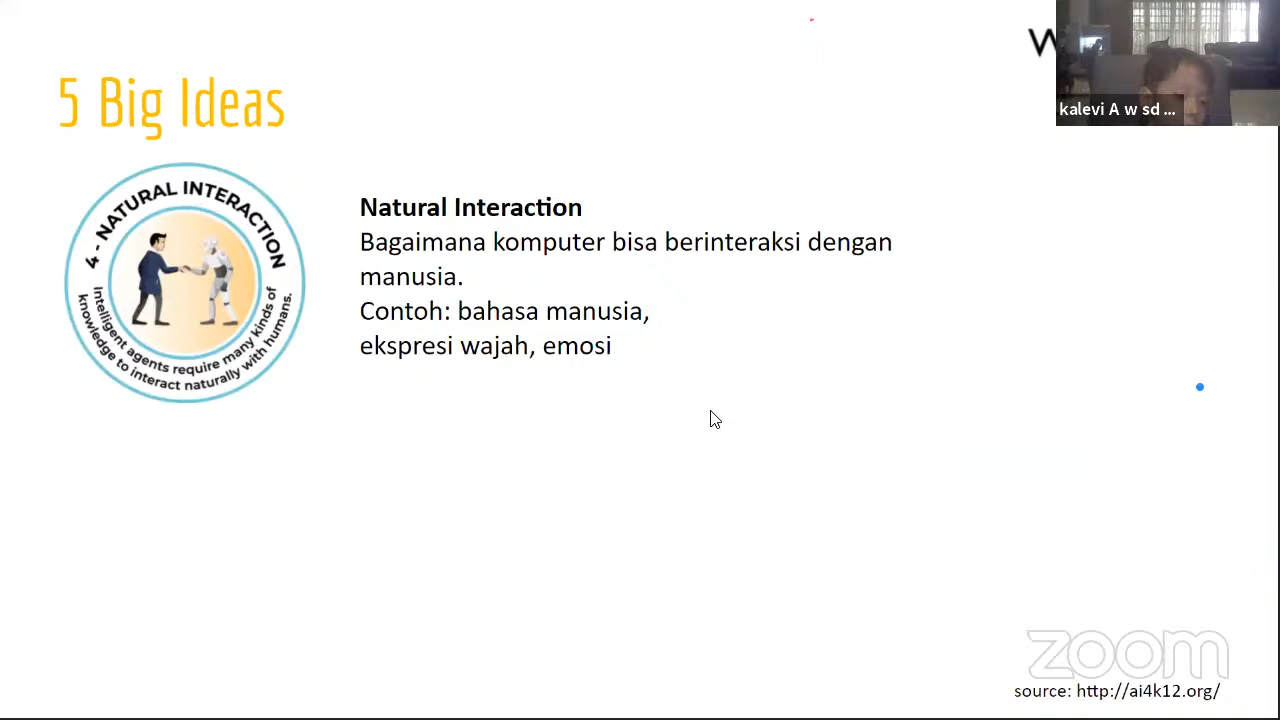 5 Big Ideas
4 - NATURAL INTERACTION
Intelligent agents require many kinds of
knowledge to interact naturally with humans.
Natural Interaction
Bagaimana komputer bisa berinteraksi dengan
manusia.
Contoh: bahasa manusia,
ekspresi wajah, emosi
kalevi A w sd ...
zoom
source: http://ai4k12.org/